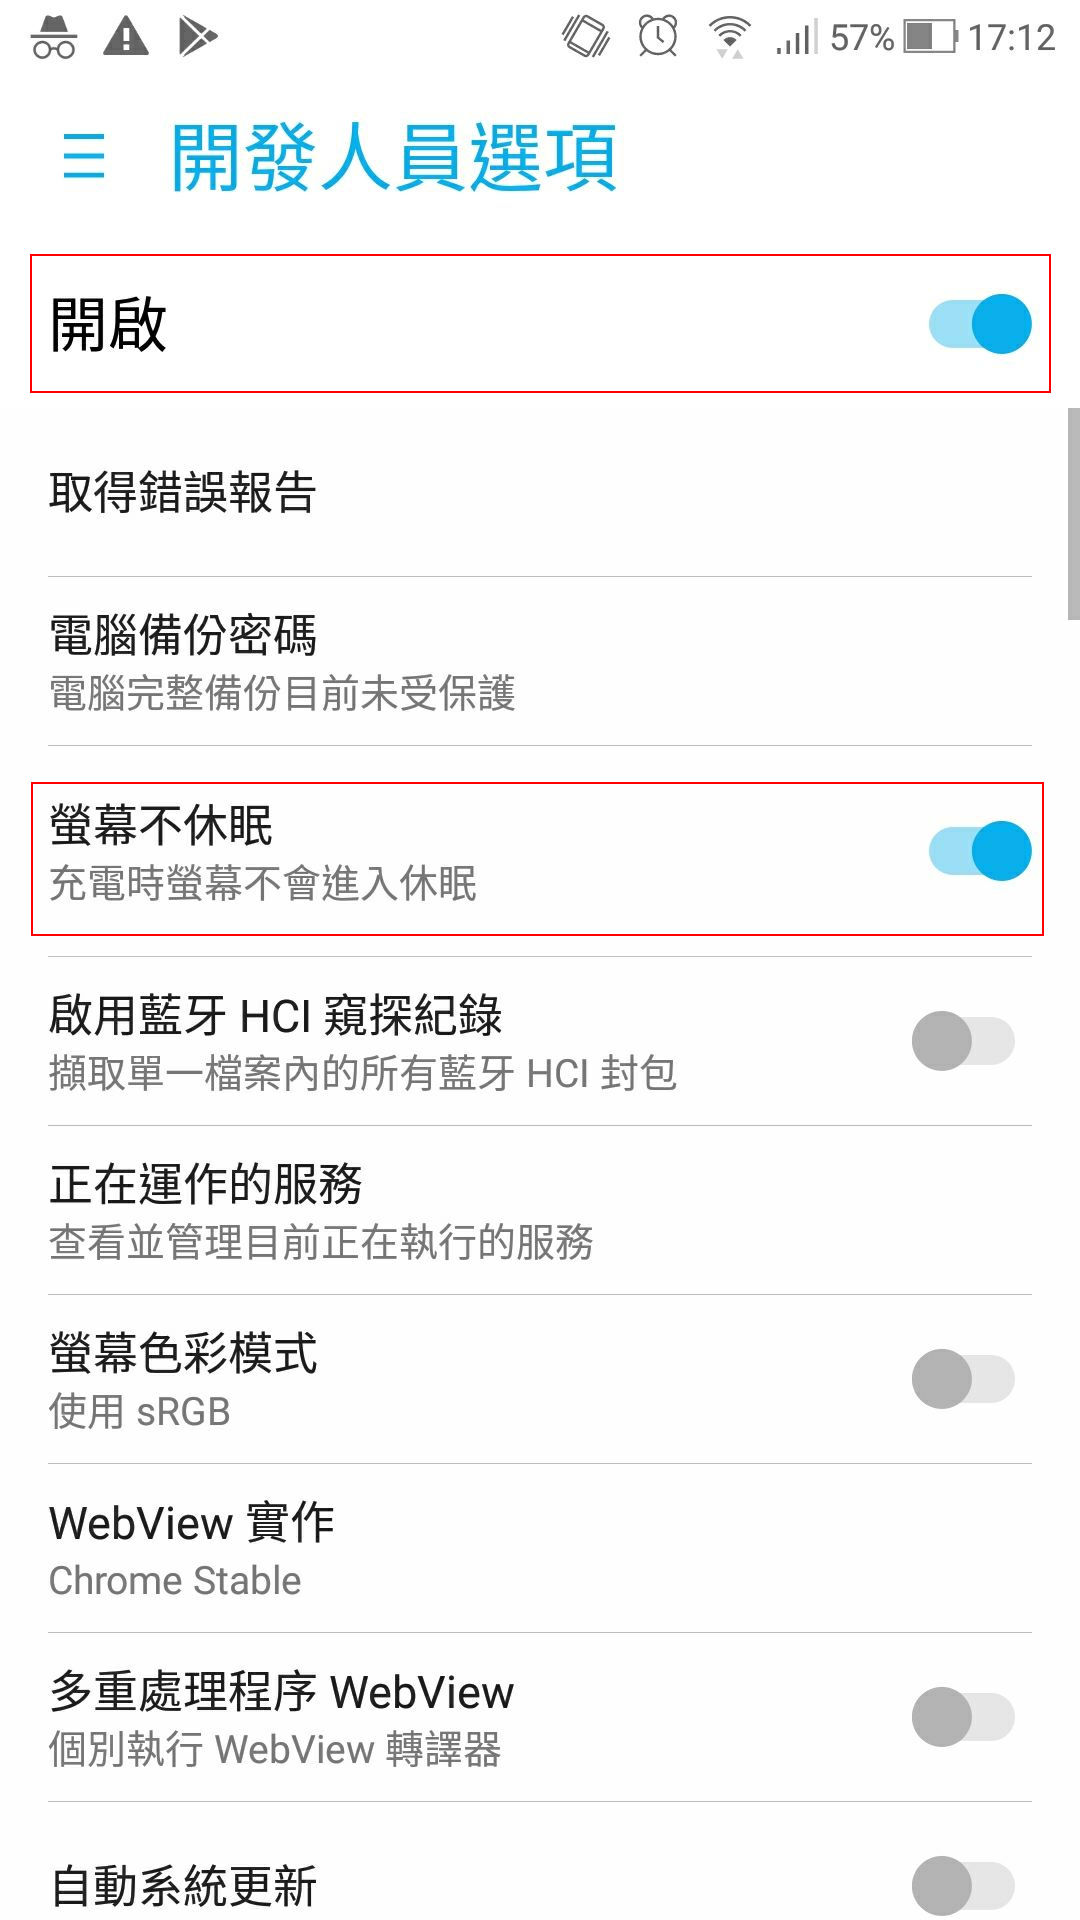 57% 17:12
開發人員選項
開啟
取得錯誤報告
電腦備份密碼
電腦完整備份目前未受保護
螢幕不休眠
充電時螢幕不會進入休眠
啟用藍牙 HCI 窺探紀錄
擷取單一檔案內的所有藍牙 HCI 封包
正在運作的服務
查看並管理目前正在執行的服務
螢幕色彩模式
使用 sRGB
WebView 實作
Chrome Stable
多重處理程序 WebView
個別執行 WebView 轉譯器
自動系統更新